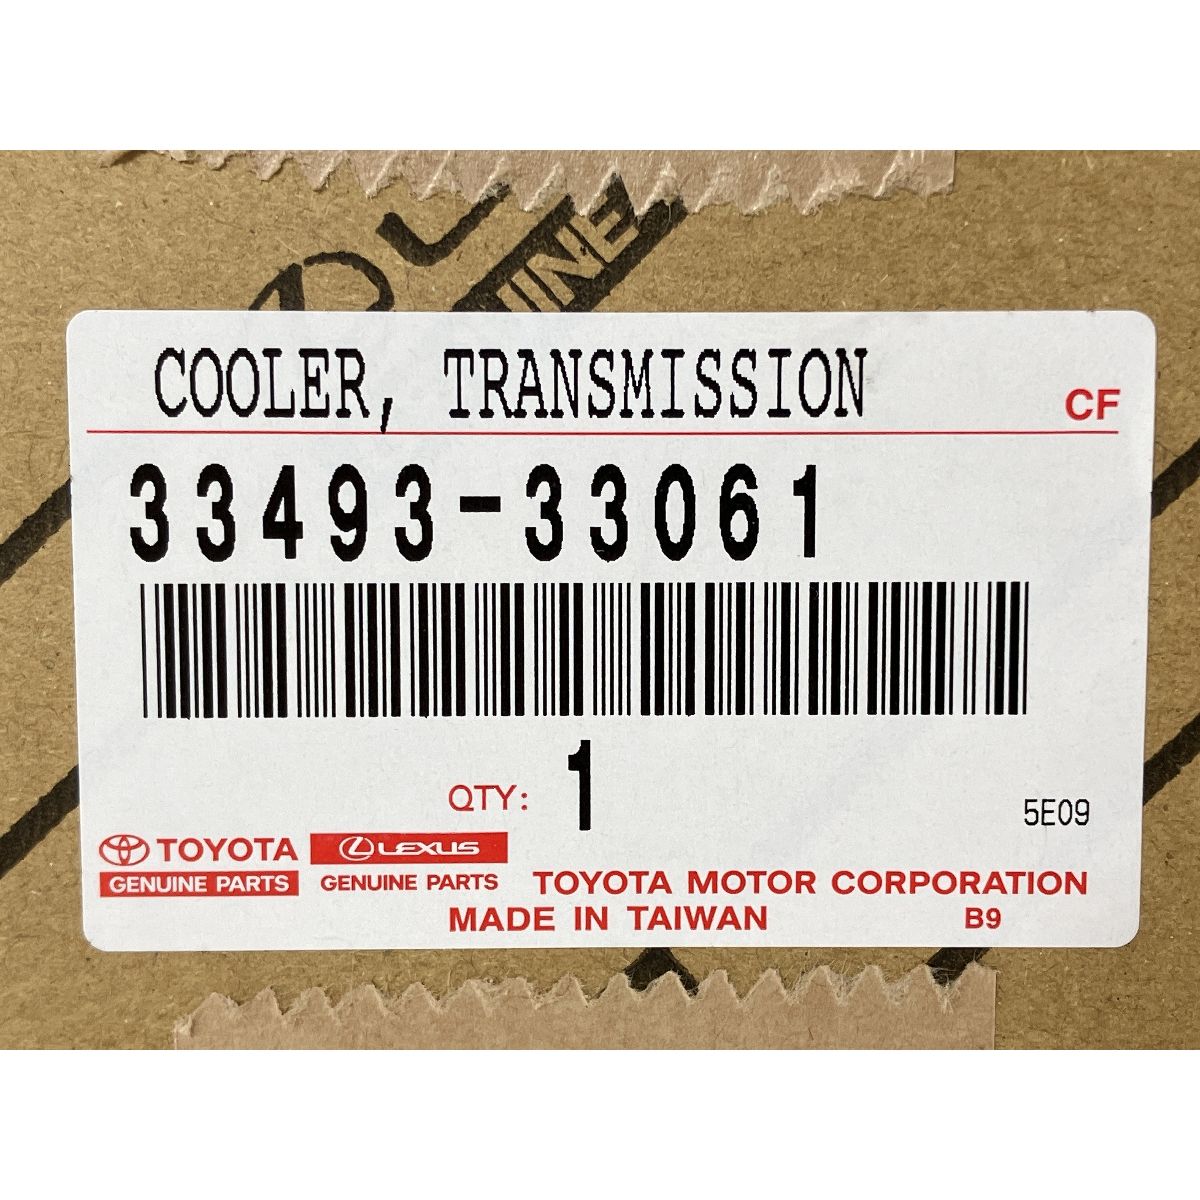 COOLER, TRANSMISSION
CF
33493-33061
QTY: 1
5E09
TOYOTA
GENUINE PARTS
LEXUS
GENUINE PARTS
TOYOTA MOTOR CORPORATION
MADE IN TAIWAN
B9